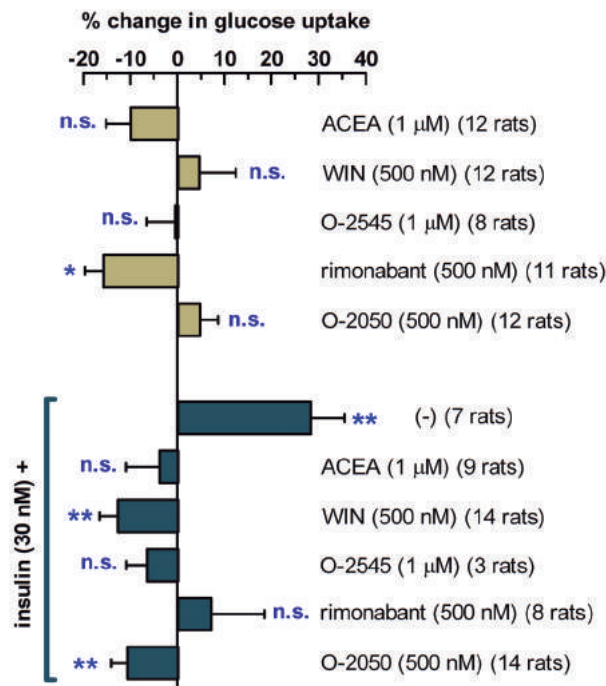 % change in glucose uptake
-20 -10 0 10 20 30 40
n.s. ACEA (1 μM) (12 rats)
n.s. WIN (500 nM) (12 rats)
n.s. O-2545 (1 μM) (8 rats)
* rimonabant (500 nM) (11 rats)
n.s. O-2050 (500 nM) (12 rats)
insulin (30 nM) +
** (-) (7 rats)
n.s. ACEA (1 μM) (9 rats)
** WIN (500 nM) (14 rats)
n.s. O-2545 (1 μM) (3 rats)
n.s. rimonabant (500 nM) (8 rats)
** O-2050 (500 nM) (14 rats)